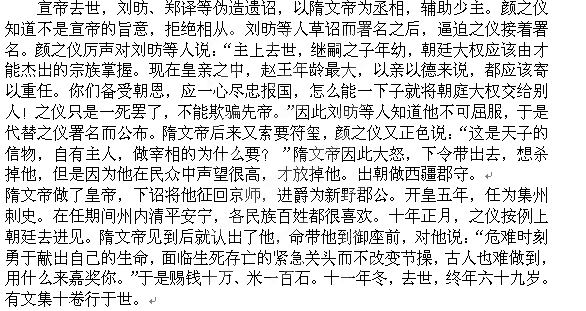 宣帝去世，刘昉、郑译等伪造遗诏，以隋文帝为丞相，辅助少主。颜之仪
知道不是宣帝的旨意，拒绝相从。刘昉等人草诏而署名之后，逼迫之仪接着署
名。颜之仪厉声对刘昉等人说：“主上去世，继嗣之子年幼，朝廷大权应该由才
能杰出的宗族掌握。现在皇亲之中，赵王年龄最大，以亲以德来说，都应该寄
以重任。你们备受朝恩，应一心尽忠报国，怎么能一下子就将朝庭大权交给别
人！之仪只是一死罢了，不能欺骗先帝。”因此刘昉等人知道他不可屈服，于是
代替之仪署名而公布。隋文帝后来又索要符玺，颜之仪又正色说：“这是天子的
信物，自有主人，做宰相的为什么要？ ”隋文帝因此大怒，下令带出去，想杀
掉他，但是因为他在民众中声望很高，才放掉他。出朝做西疆郡守。
隋文帝做了皇帝，下诏将他征回京师，进爵为新野郡公。开皇五年，任为集州
刺史。在任期间州内清平安宁，各民族百姓都很喜欢。十年正月，之仪按例上
朝廷去进见。隋文帝见到后就认出了他，命带他到御座前，对他说：“危难时刻
勇于献出自己的生命，面临生死存亡的紧急关头而不改变节操，古人也难做到，
用什么来嘉奖你。”于是赐钱十万、米一百石。十一年冬，去世，终年六十九岁。
有文集十卷行于世。